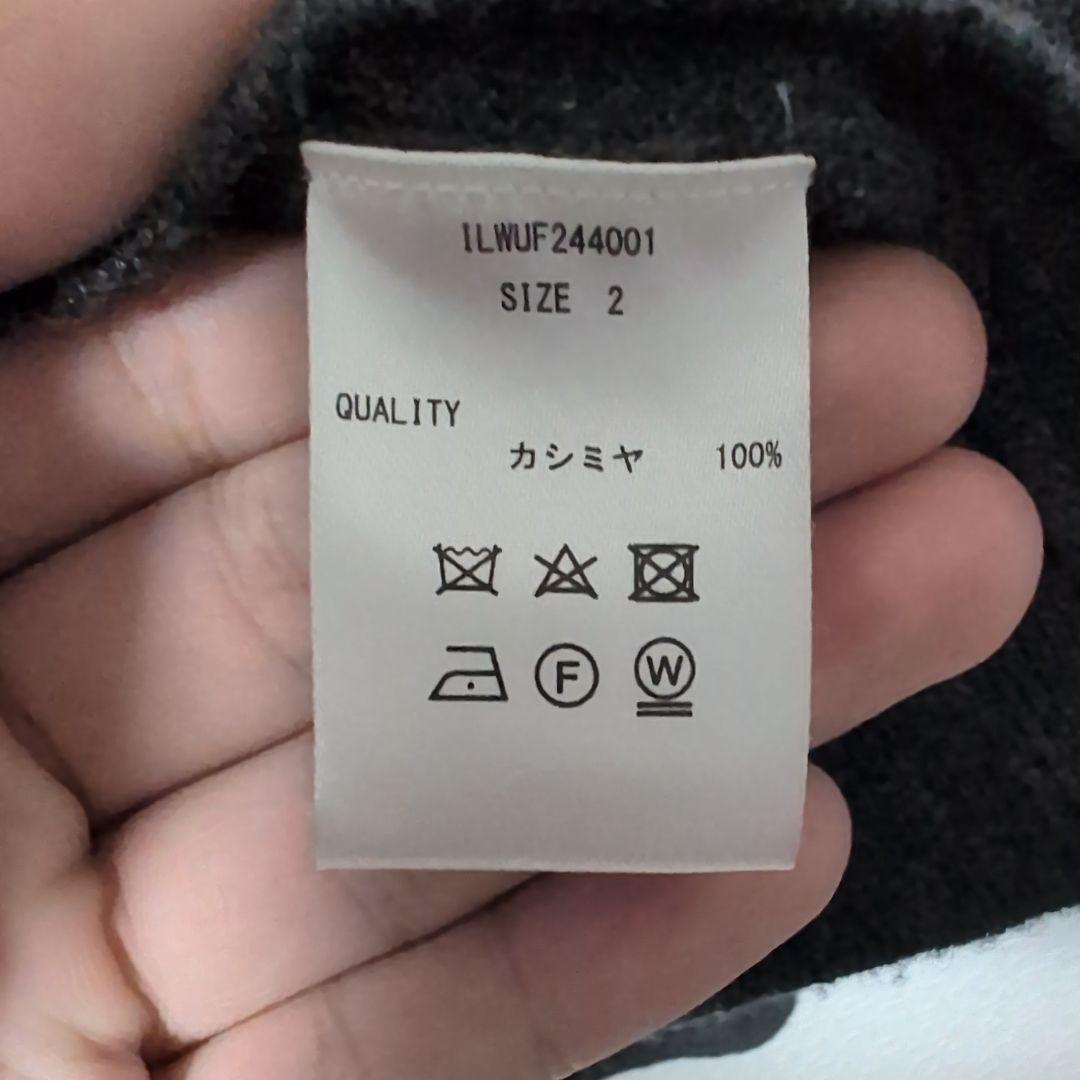 ILWUF244001
SIZE 2
QUALITY
カシミヤ 100%
F W